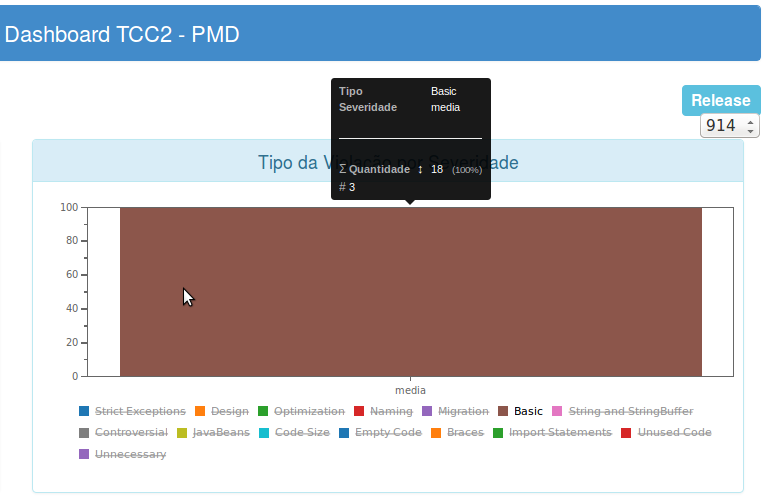 Dashboard TCC2 - PMD
Release
914
Tipo Basic
Severidade media
Σ Quantidade ↕ 18 (100%)
# 3
Tipo da Violação por Severidade
100
80
60
40
20
0
media
Strict Exceptions Design Optimization Naming Migration Basic String and StringBuffer
Controversial JavaBeans Code Size Empty Code Braces Import Statements Unused Code
Unnecessary